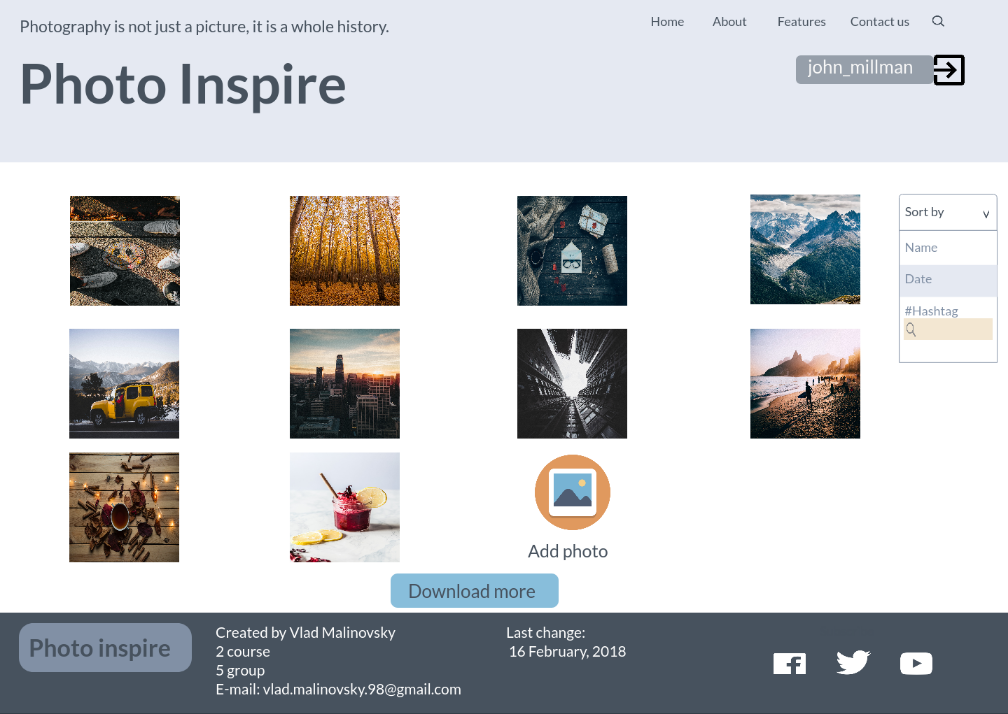 Photography is not just a picture, it is a whole history.
Home About Features Contact us
Photo Inspire
john_millman
Sort by
Name
Date
#Hashtag
Add photo
Download more
Photo inspire
Created by Vlad Malinovsky
2 course
5 group
E-mail: vlad.malinovsky.98@gmail.com
Last change:
16 February, 2018